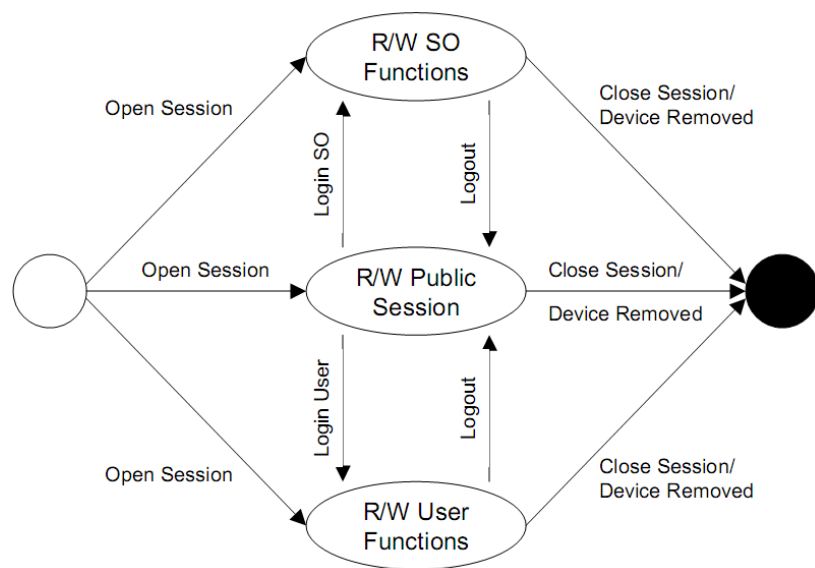 R/W SO
Functions
Open Session
Close Session/
Device Removed
Login SO
Logout
Open Session
R/W Public
Session
Close Session/
Device Removed
Login User
Logout
Open Session
Close Session/
Device Removed
R/W User
Functions